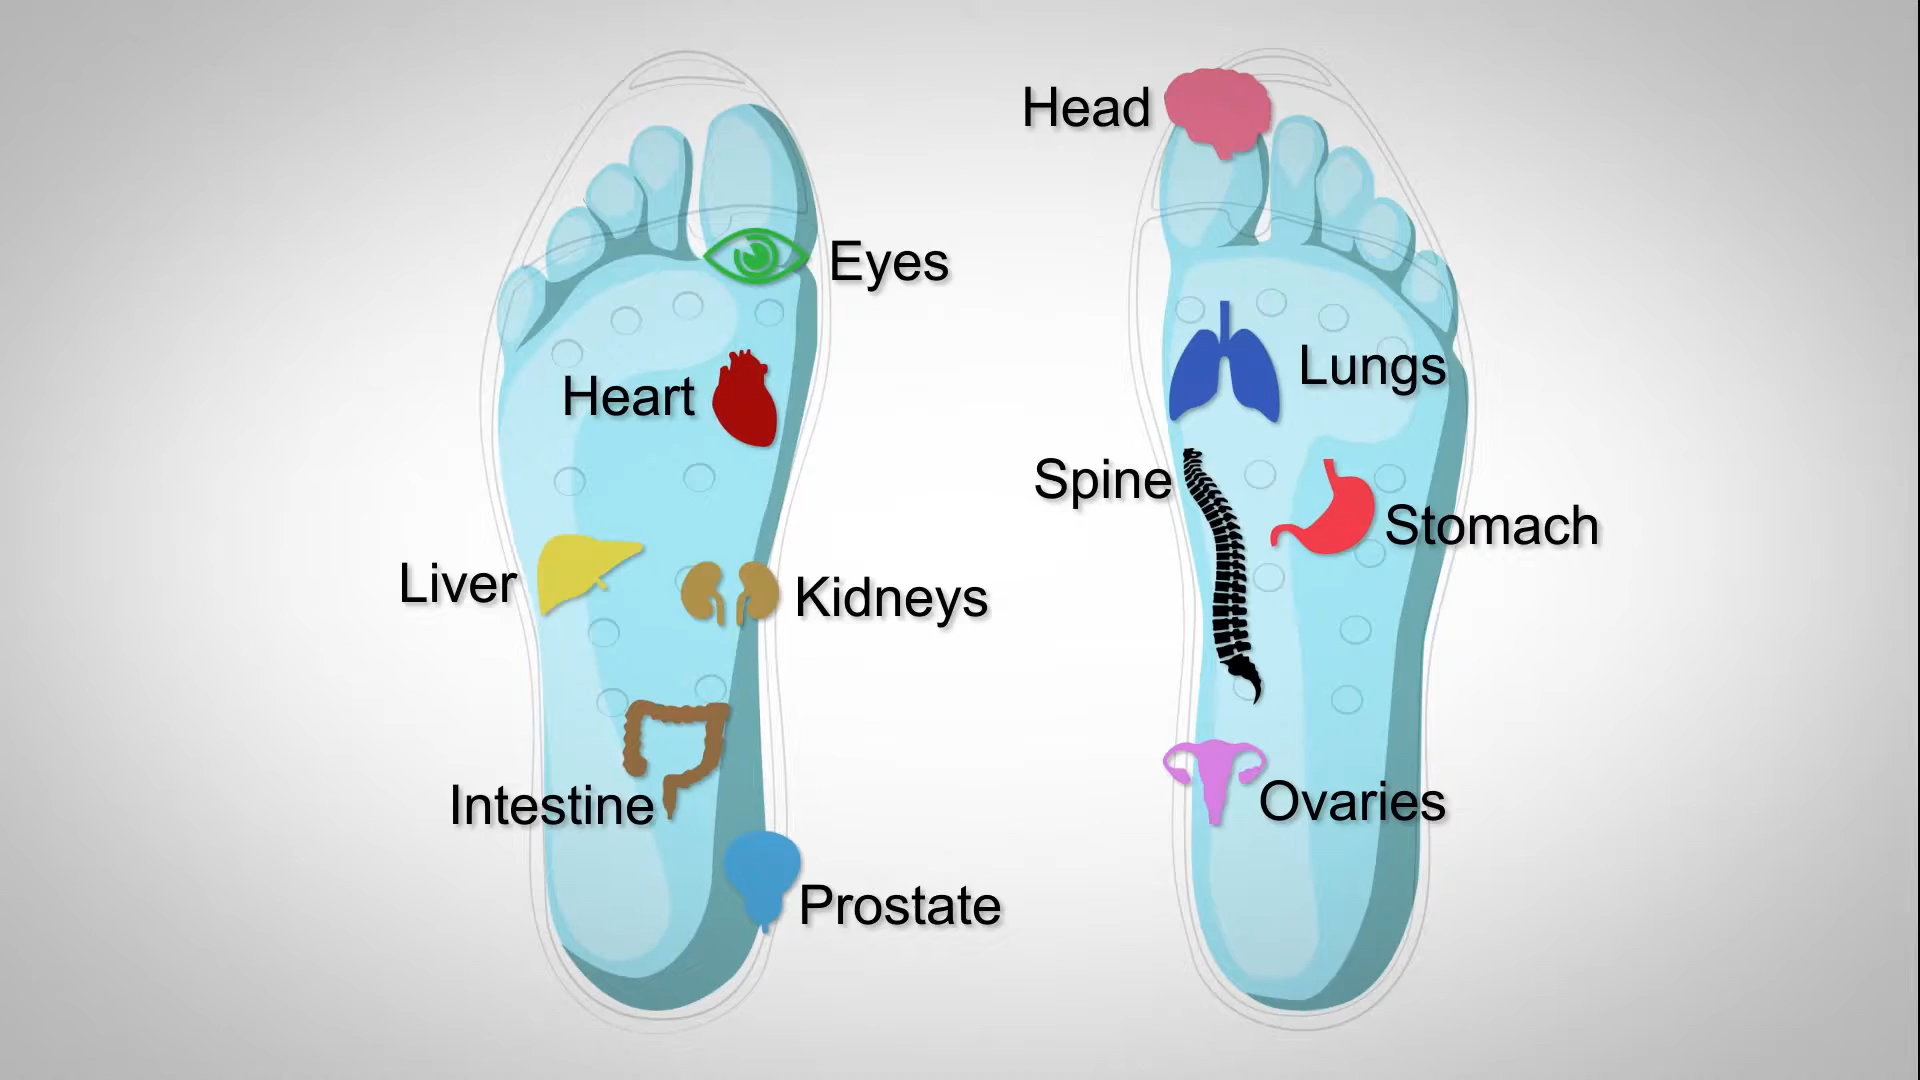 Head
Eyes
Lungs
Heart
Spine
Stomach
Liver
Kidneys
Intestine
Ovaries
Prostate